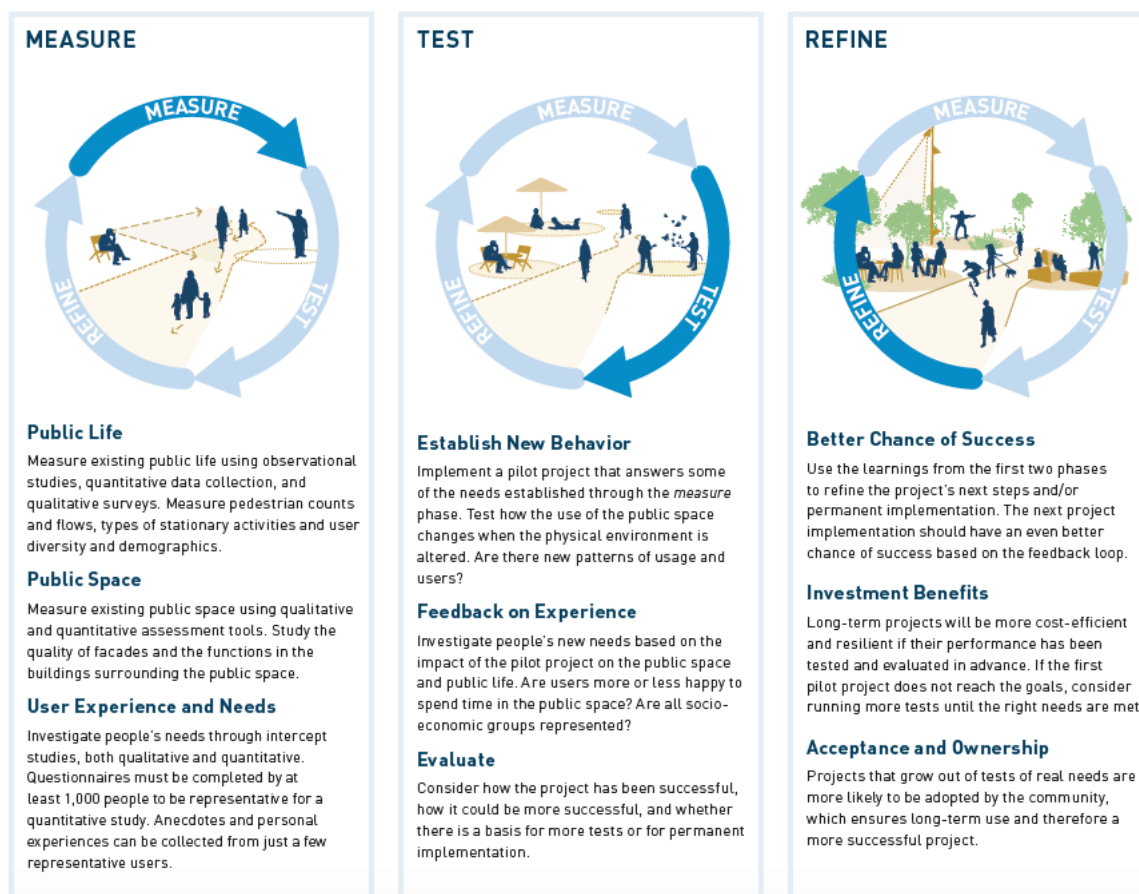 MEASURE
MEASURE
TEST
REFINE
Public Life
Measure existing public life using observational
studies, quantitative data collection, and
qualitative surveys. Measure pedestrian counts
and flows, types of stationary activities and user
diversity and demographics.
Public Space
Measure existing public space using qualitative
and quantitative assessment tools. Study the
quality of facades and the functions in the
buildings surrounding the public space.
User Experience and Needs
Investigate people's needs through intercept
studies, both qualitative and quantitative.
Questionnaires must be completed by at
least 1,000 people to be representative for a
quantitative study. Anecdotes and personal
experiences can be collected from just a few
representative users.
TEST
MEASURE
TEST
REFINE
Establish New Behavior
Implement a pilot project that answers some
of the needs established through the measure
phase. Test how the use of the public space
changes when the physical environment is
altered. Are there new patterns of usage and
users?
Feedback on Experience
Investigate people's new needs based on the
impact of the pilot project on the public space
and public life. Are users more or less happy to
spend time in the public space? Are all socio-
economic groups represented?
Evaluate
Consider how the project has been successful,
how it could be more successful, and whether
there is a basis for more tests or for permanent
implementation.
REFINE
MEASURE
TEST
REFINE
Better Chance of Success
Use the learnings from the first two phases
to refine the project's next steps and/or
permanent implementation. The next project
implementation should have an even better
chance of success based on the feedback loop.
Investment Benefits
Long-term projects will be more cost-efficient
and resilient if their performance has been
tested and evaluated in advance. If the first
pilot project does not reach the goals, consider
running more tests until the right needs are met
Acceptance and Ownership
Projects that grow out of tests of real needs are
more likely to be adopted by the community,
which ensures long-term use and therefore a
more successful project.